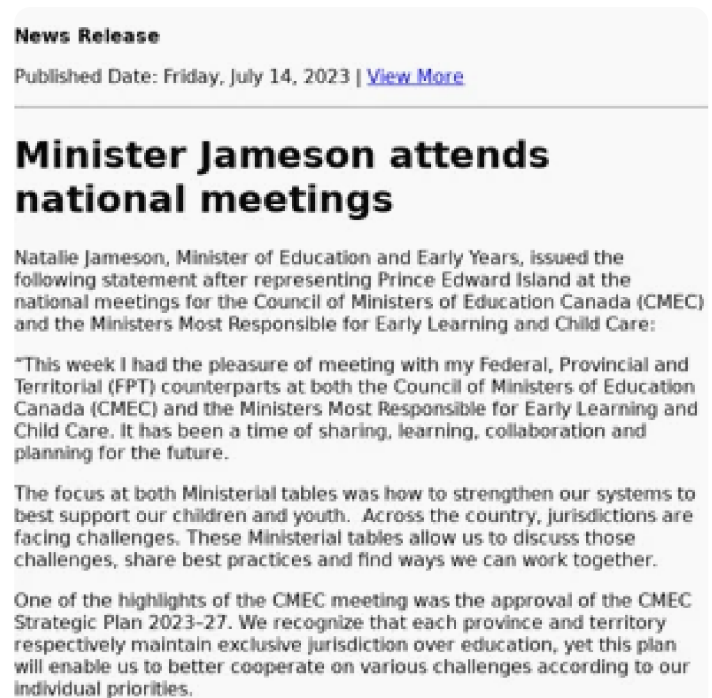 News Release
Published Date: Friday, July 14, 2023 | View More
Minister Jameson attends
national meetings
Natalie Jameson, Minister of Education and Early Years, issued the
following statement after representing Prince Edward Island at the
national meetings for the Council of Ministers of Education Canada (CMEC)
and the Ministers Most Responsible for Early Learning and Child Care:
“This week I had the pleasure of meeting with my Federal, Provincial and
Territorial (FPT) counterparts at both the Council of Ministers of Education
Canada (CMEC) and the Ministers Most Responsible for Early Learning and
Child Care. It has been a time of sharing, learning, collaboration and
planning for the future.
The focus at both Ministerial tables was how to strengthen our systems to
best support our children and youth.  Across the country, jurisdictions are
facing challenges. These Ministerial tables allow us to discuss those
challenges, share best practices and find ways we can work together.
One of the highlights of the CMEC meeting was the approval of the CMEC
Strategic Plan 2023–27. We recognize that each province and territory
respectively maintain exclusive jurisdiction over education, yet this plan
will enable us to better cooperate on various challenges according to our
individual priorities.